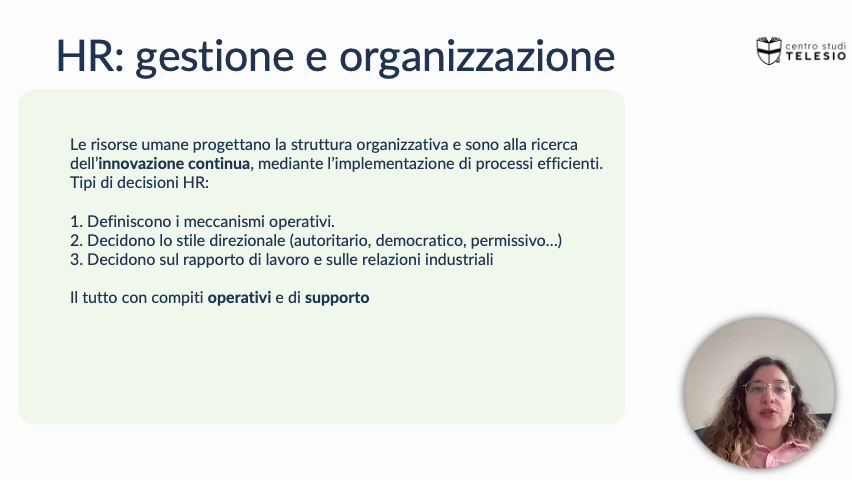 HR: gestione e organizzazione
centro studi
TELESIO
Le risorse umane progettano la struttura organizzativa e sono alla ricerca
dell'innovazione continua, mediante l'implementazione di processi efficienti.
Tipi di decisioni HR:
1. Definiscono i meccanismi operativi.
2. Decidono lo stile direzionale (autoritario, democratico, permissivo...)
3. Decidono sul rapporto di lavoro e sulle relazioni industriali
Il tutto con compiti operativi e di supporto